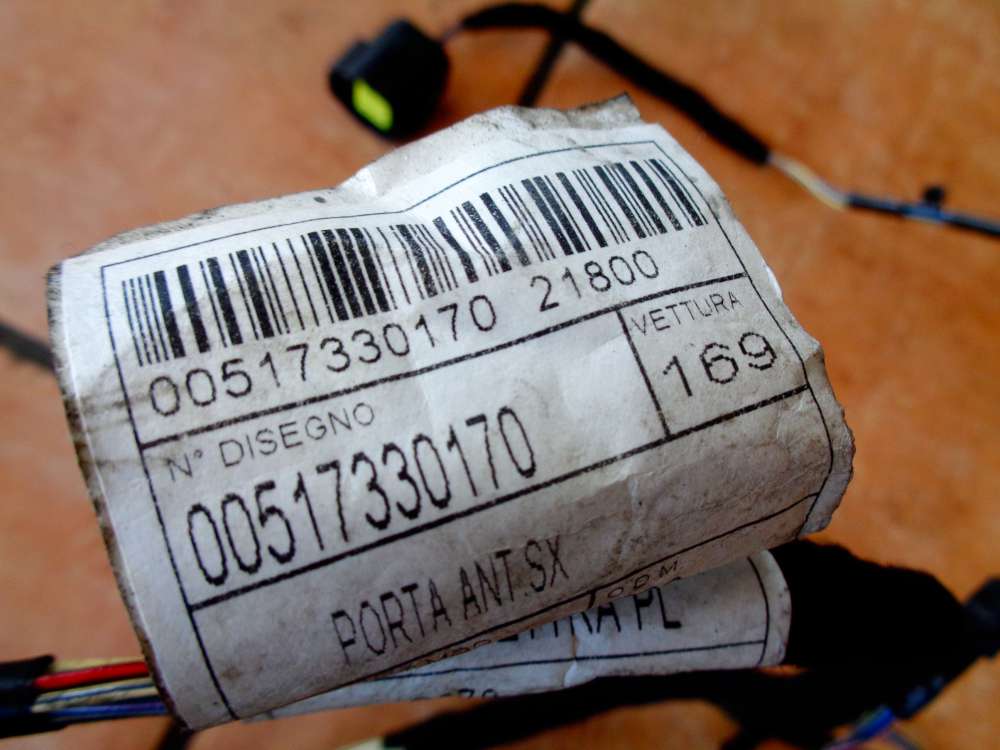 00517330170 21800
N° DISEGNO
00517330170
VETTURA
169
PORTA ANT.SX